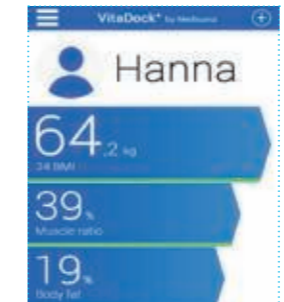 VitaDock+ by Medisana
Hanna
64,2 kg
24 BMI
39%
Muscle ratio
19%
Body fat